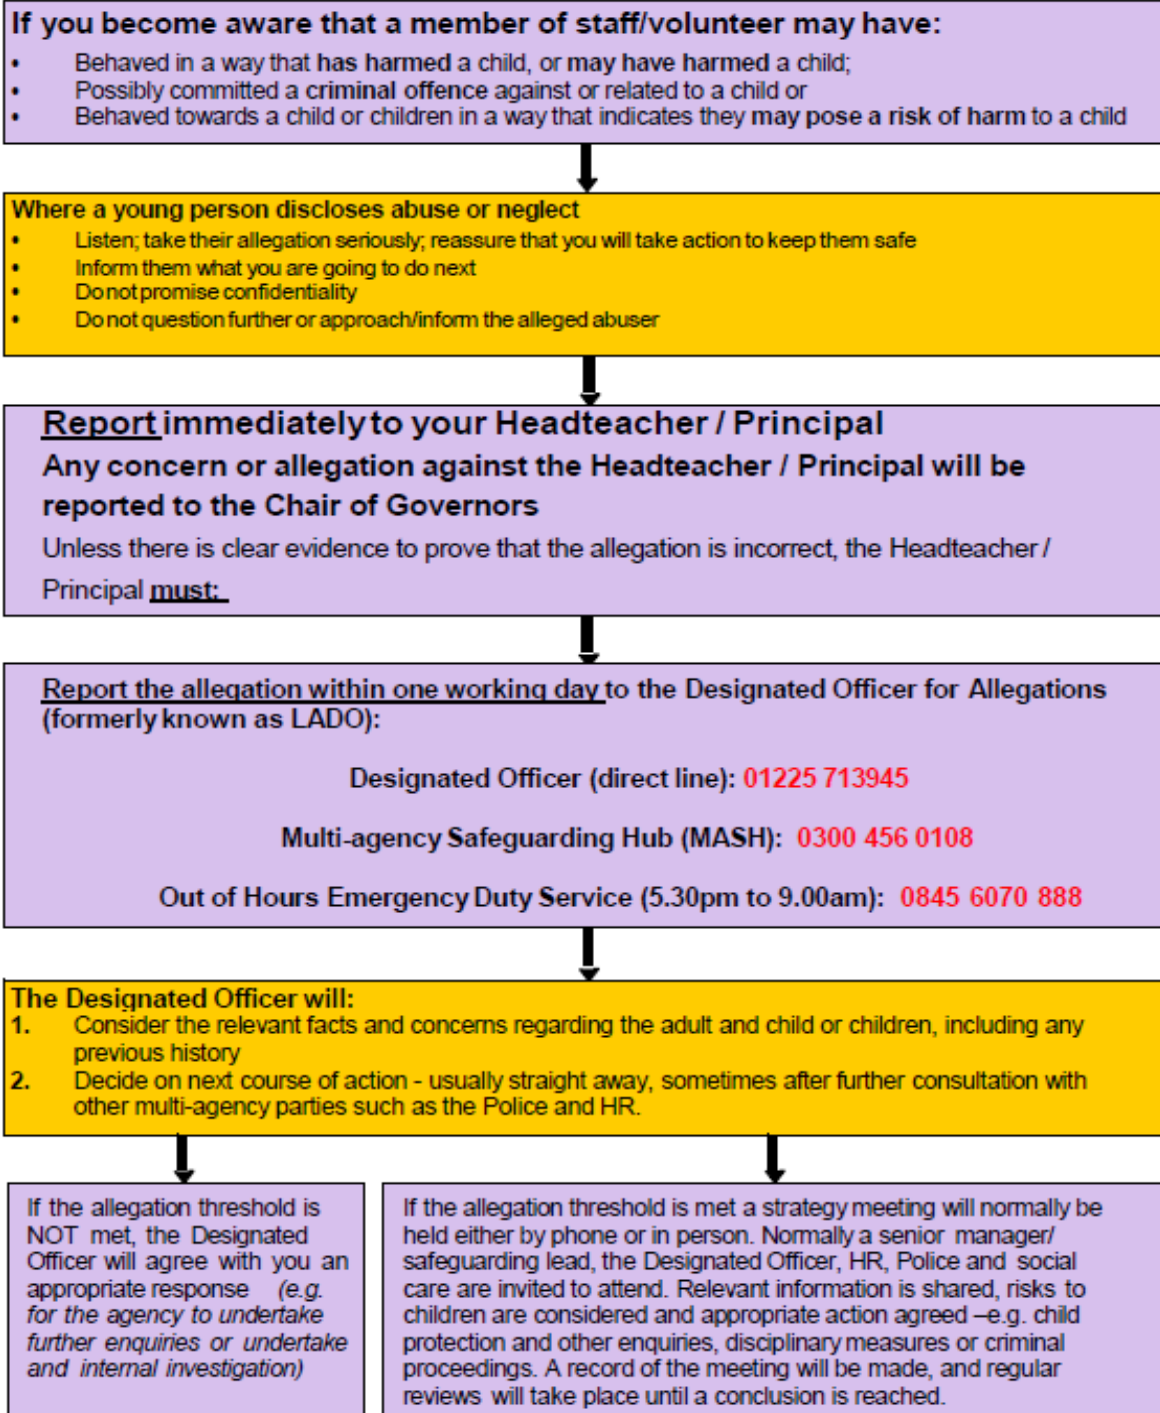 If you become aware that a member of staff/volunteer may have:
• Behaved in a way that has harmed a child, or may have harmed a child;
• Possibly committed a criminal offence against or related to a child or
• Behaved towards a child or children in a way that indicates they may pose a risk of harm to a child
Where a young person discloses abuse or neglect
• Listen; take their allegation seriously; reassure that you will take action to keep them safe
• Inform them what you are going to do next
• Do not promise confidentiality
• Do not question further or approach/inform the alleged abuser
Report immediately to your Headteacher / Principal
Any concern or allegation against the Headteacher / Principal will be
reported to the Chair of Governors
Unless there is clear evidence to prove that the allegation is incorrect, the Headteacher /
Principal must:
Report the allegation within one working day to the Designated Officer for Allegations
(formerly known as LADO):
Designated Officer (direct line): 01225 713945
Multi-agency Safeguarding Hub (MASH): 0300 456 0108
Out of Hours Emergency Duty Service (5.30pm to 9.00am): 0845 6070 888
The Designated Officer will:
1. Consider the relevant facts and concerns regarding the adult and child or children, including any
previous history
2. Decide on next course of action - usually straight away, sometimes after further consultation with
other multi-agency parties such as the Police and HR.
If the allegation threshold is
NOT met, the Designated
Officer will agree with you an
appropriate response (e.g.
for the agency to undertake
further enquiries or undertake
and internal investigation)
If the allegation threshold is met a strategy meeting will normally be
held either by phone or in person. Normally a senior manager/
safeguarding lead, the Designated Officer, HR, Police and social
care are invited to attend. Relevant information is shared, risks to
children are considered and appropriate action agreed –e.g. child
protection and other enquiries, disciplinary measures or criminal
proceedings. A record of the meeting will be made, and regular
reviews will take place until a conclusion is reached.